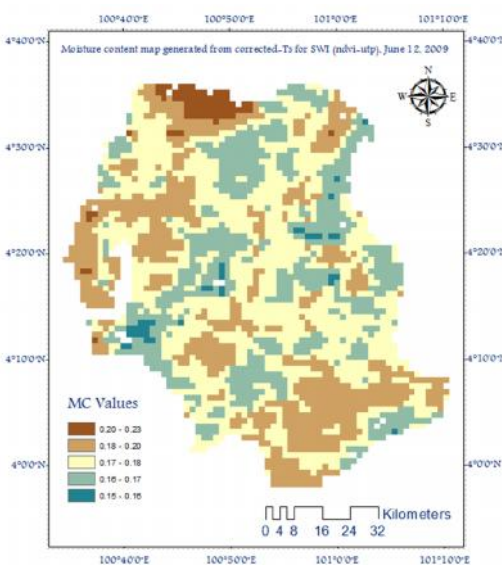 100°40'0"E 100°50'0"E 101°0'0"E 101°10'0"E
4°40'0"N 4°40'0"N
Moisture content map generated from corrected-Ts for SWI (ndvi-utp), June 12, 2009
N
W E
S
4°30'0"N 4°30'0"N
4°20'0"N 4°20'0"N
4°10'0"N 4°10'0"N
MC Values
0.20 - 0.23
0.18 - 0.20
0.17 - 0.18
0.16 - 0.17
0.15 - 0.16
4°0'0"N 4°0'0"N
Kilometers
0 4 8 16 24 32
100°40'0"E 100°50'0"E 101°0'0"E 101°10'0"E